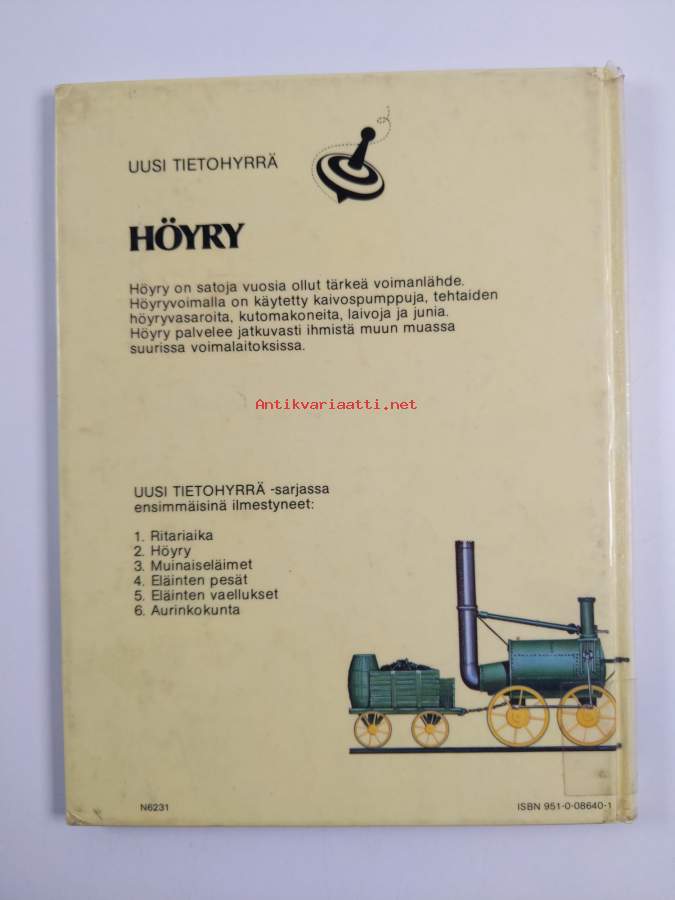 UUSI TIETOHYRRÄ
HÖYRY
Höyry on satoja vuosia ollut tärkeä voimanlähde.
Höyryvoimalla on käytetty kaivospumppuja, tehtaiden
höyryvasaroita, kutomakoneita, laivoja ja junia.
Höyry palvelee jatkuvasti ihmistä muun muassa
suurissa voimalaitoksissa.
Antikvariaatti.net
UUSI TIETOHYRRÄ -sarjassa
ensimmäisinä ilmestyneet:
1. Ritariaika
2. Höyry
3. Muinaiseläimet
4. Eläinten pesät
5. Eläinten vaellukset
6. Aurinkokunta
N6231
ISBN 951-0-08640-1